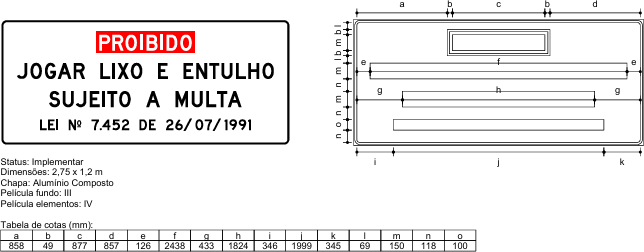 PROIBIDO
JOGAR LIXO E ENTULHO
SUJEITO A MULTA
LEI Nº 7.452 DE 26/07/1991
a b c b d
l
b
m
b
l
m
n
m
n
o
n
e f e
g h g
i j k
Status: Implementar
Dimensões: 2,75 x 1,2 m
Chapa: Alumínio Composto
Película fundo: III
Película elementos: IV
Tabela de cotas (mm):
a b c d e f g h i j k l m n o
858 49 877 857 126 2438 433 1824 346 1999 345 69 150 118 100